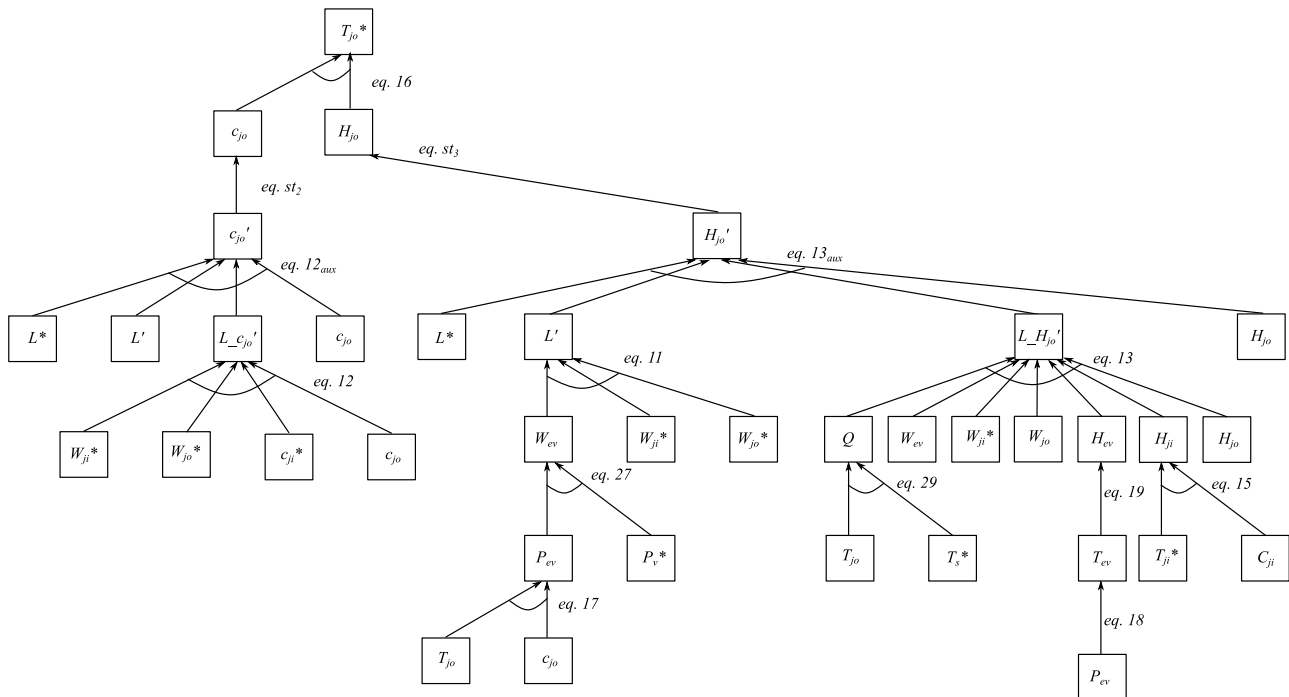 T_jo*
eq. 16
c_jo
H_jo
eq. st_3
eq. st_2
c_jo'
H_jo'
eq. 12_aux
eq. 13_aux
L*
L'
L_c_jo'
c_jo
L*
L'
L_H_jo'
H_jo
eq. 12
eq. 11
eq. 13
W_ji*
W_jo*
c_ji*
c_jo
W_ev
W_ji*
W_jo*
Q
W_ev
W_ji*
W_jo
H_ev
H_ji
H_jo
eq. 27
eq. 29
eq. 19
eq. 15
P_ev
P_v*
T_jo
T_s*
T_ev
T_ji*
C_ji
eq. 17
eq. 18
T_jo
c_jo
P_ev